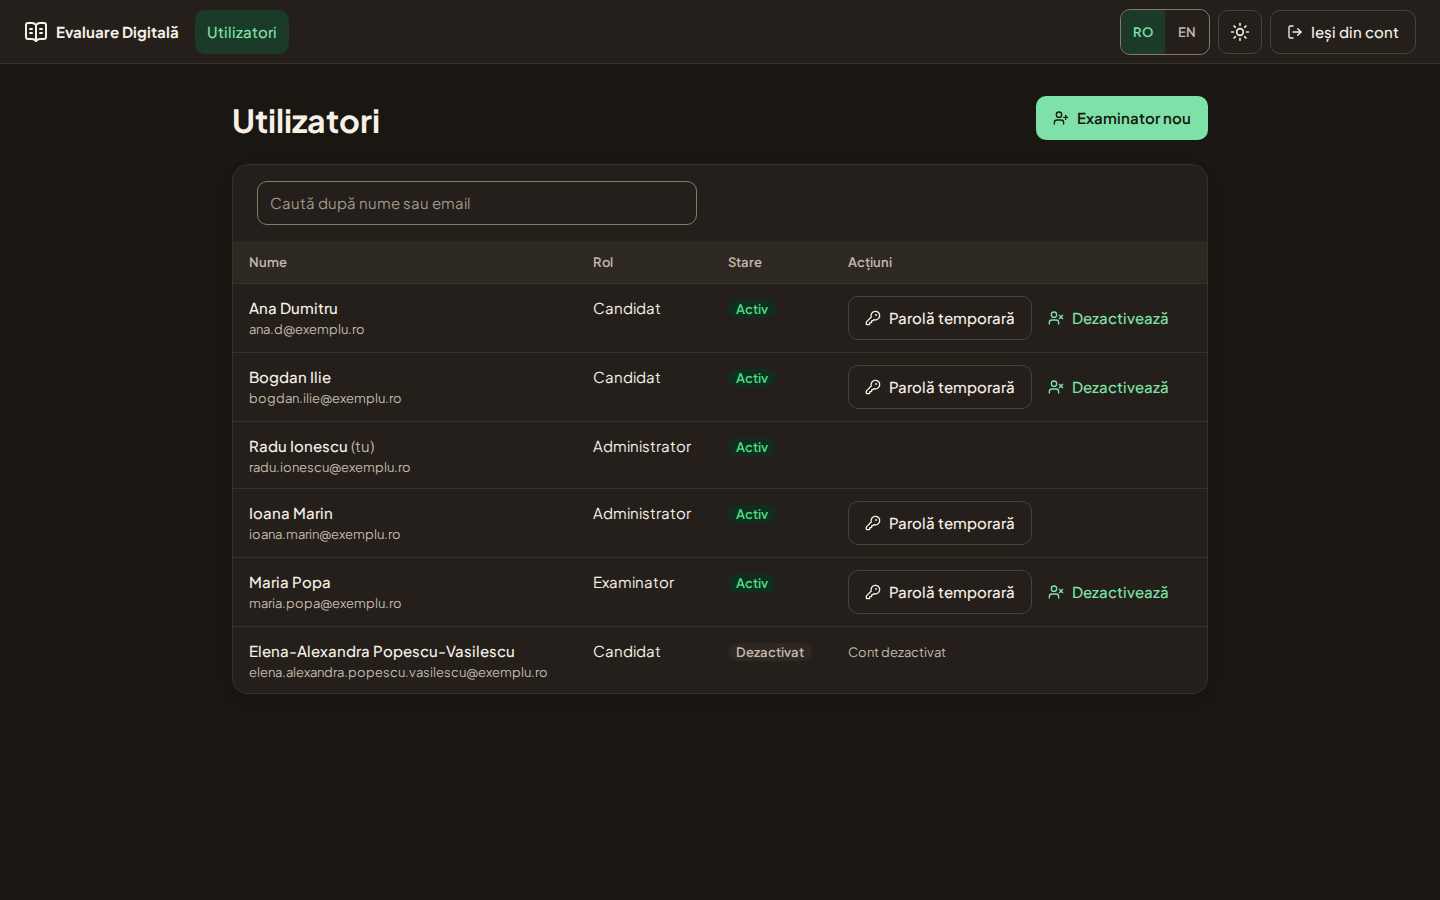 Evaluare Digitală
Utilizatori
RO
EN
Ieși din cont
Utilizatori
Examinator nou
Caută după nume sau email
Nume Rol Stare Acțiuni
Ana Dumitru Candidat Activ Parolă temporară Dezactivează
ana.d@exemplu.ro
Bogdan Ilie Candidat Activ Parolă temporară Dezactivează
bogdan.ilie@exemplu.ro
Radu Ionescu (tu) Administrator Activ
radu.ionescu@exemplu.ro
Ioana Marin Administrator Activ Parolă temporară
ioana.marin@exemplu.ro
Maria Popa Examinator Activ Parolă temporară Dezactivează
maria.popa@exemplu.ro
Elena-Alexandra Popescu-Vasilescu Candidat Dezactivat Cont dezactivat
elena.alexandra.popescu.vasilescu@exemplu.ro